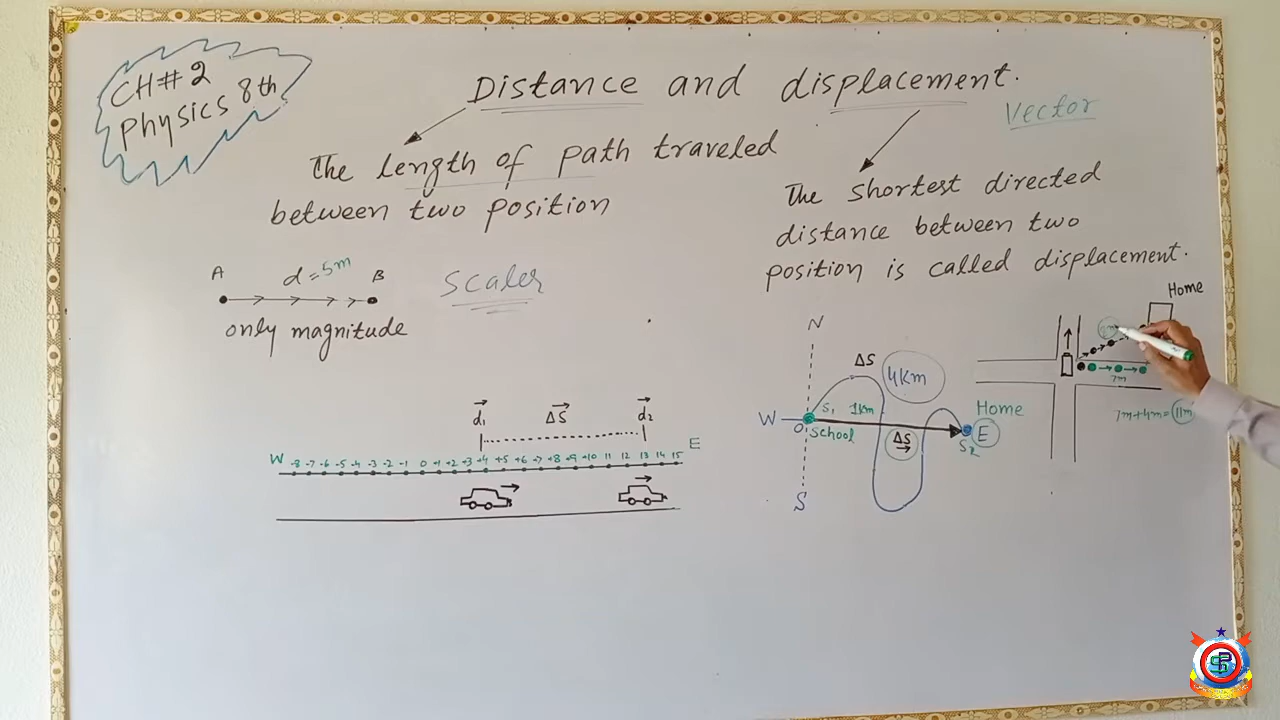 CH# 2
Physics 8th
Distance and displacement.
Vector
The length of path traveled
between two position
The shortest directed
distance between two
position is called displacement.
A d = 5m B
Scaler
only magnitude
Home
7m
7m+4m= 11m
N
ΔS
4Km
W O S1 1Km
School
ΔS
Home
E
S2
S
d1 ΔS d2
W -8 -7 -6 -5 -4 -3 -2 -1 0 +1 +2 +3 +4 +5 +6 +7 +8 +9 +10 11 12 13 14 15 E